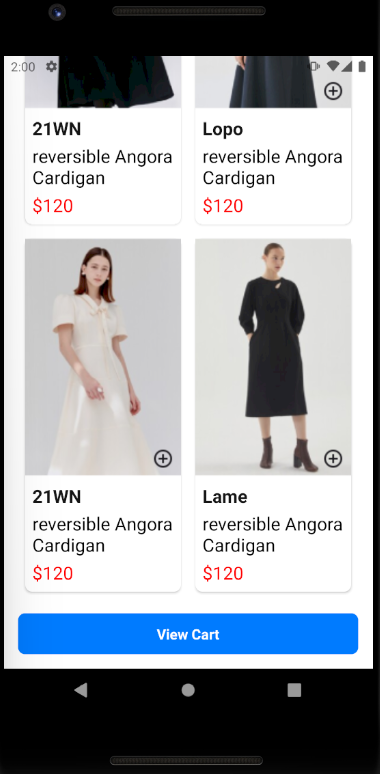 2:00
21WN
Lopo
reversible Angora
Cardigan
reversible Angora
Cardigan
$120
$120
21WN
Lame
reversible Angora
Cardigan
reversible Angora
Cardigan
$120
$120
View Cart